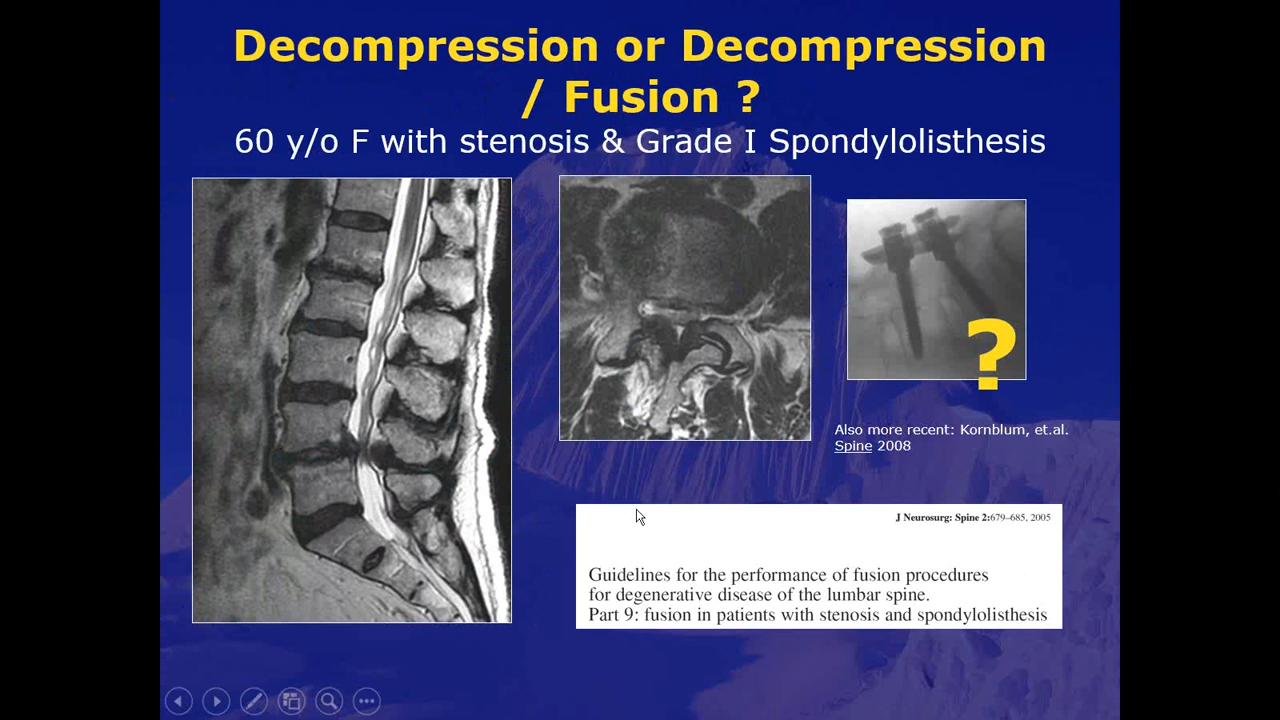 Decompression or Decompression
/ Fusion ?
60 y/o F with stenosis & Grade I Spondylolisthesis
?
Also more recent: Kornblum, et.al.
Spine 2008
J Neurosurg: Spine 2:679–685, 2005
Guidelines for the performance of fusion procedures
for degenerative disease of the lumbar spine.
Part 9: fusion in patients with stenosis and spondylolisthesis